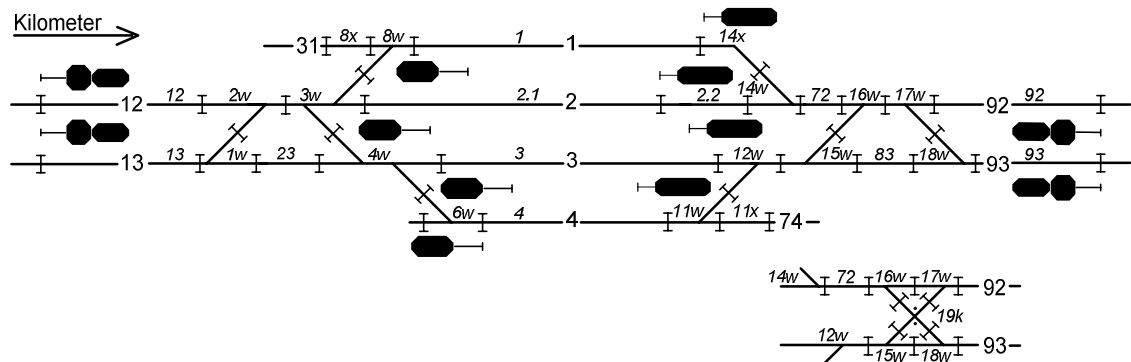 Kilometer
31 8x 8w 1 1 14x
12 12 2w 3w 2.1 2 2.2 14w 72 16w 17w 92 92
13 13 1w 23 4w 3 3 12w 15w 83 18w 93 93
6w 4 4 11w 11x 74
14w 72 16w 17w 92
19k
12w 15w 18w 93